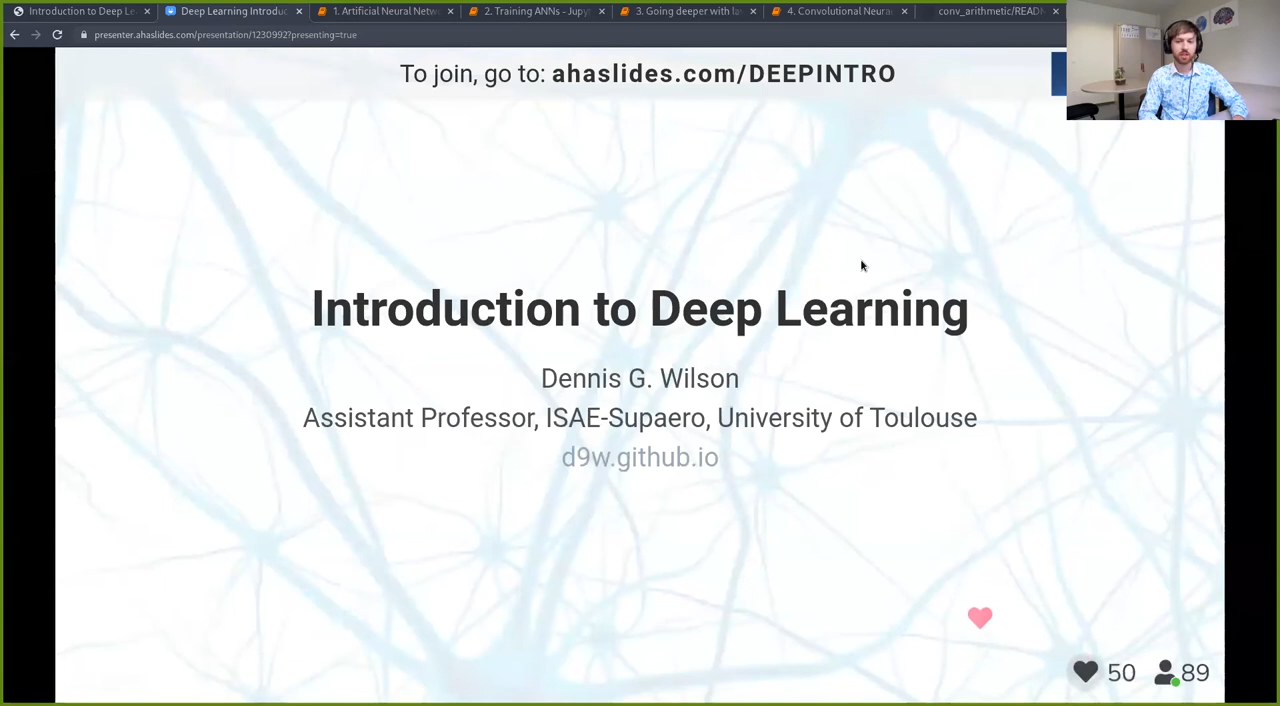 Introduction to Deep Le
Deep Learning Introduc
1. Artificial Neural Netw
2. Training ANNs - Jupy
3. Going deeper with la
4. Convolutional Neura
conv_arithmetic/READ
presenter.ahaslides.com/presentation/1230992?presenting=true
To join, go to: ahaslides.com/DEEPINTRO
Introduction to Deep Learning
Dennis G. Wilson
Assistant Professor, ISAE-Supaero, University of Toulouse
d9w.github.io
50 89